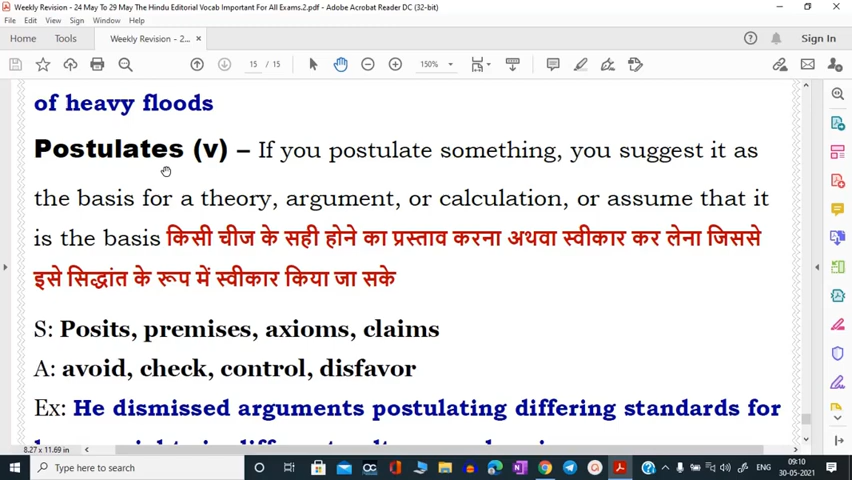 Weekly Revision - 24 May To 29 May The Hindu Editorial Vocab Important For All Exams.2.pdf - Adobe Acrobat Reader DC (32-bit)
File Edit View Sign Window Help
Home Tools Weekly Revision - 2... × Sign In
15 / 15 150%
of heavy floods
Postulates (v) – If you postulate something, you suggest it as
the basis for a theory, argument, or calculation, or assume that it
is the basis किसी चीज के सही होने का प्रस्ताव करना अथवा स्वीकार कर लेना जिससे
इसे सिद्धांत के रूप में स्वीकार किया जा सके
S: Posits, premises, axioms, claims
A: avoid, check, control, disfavor
Ex: He dismissed arguments postulating differing standards for
8.27 x 11.69 in
Type here to search
ENG
09:10
30-05-2021